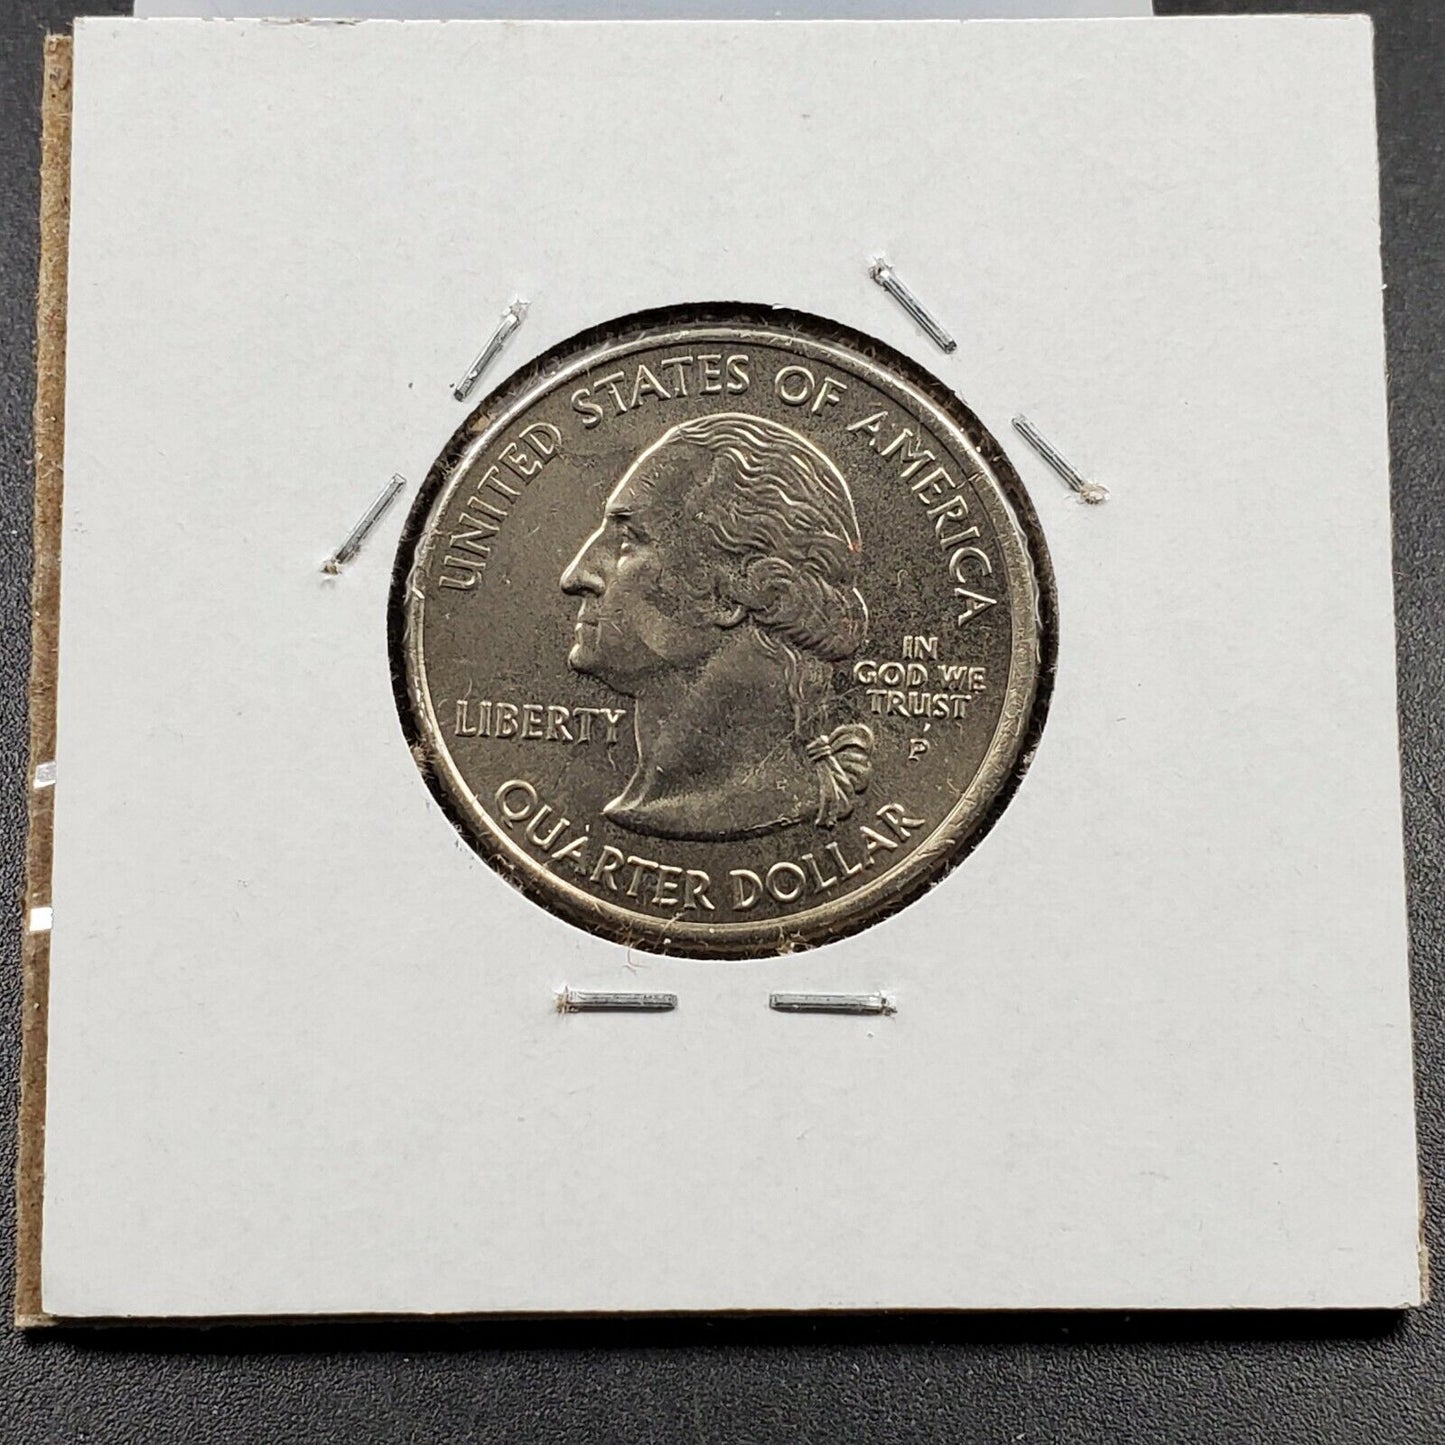 UNITED STATES OF AMERICA
IN
GOD WE
TRUST
LIBERTY
P
QUARTER DOLLAR